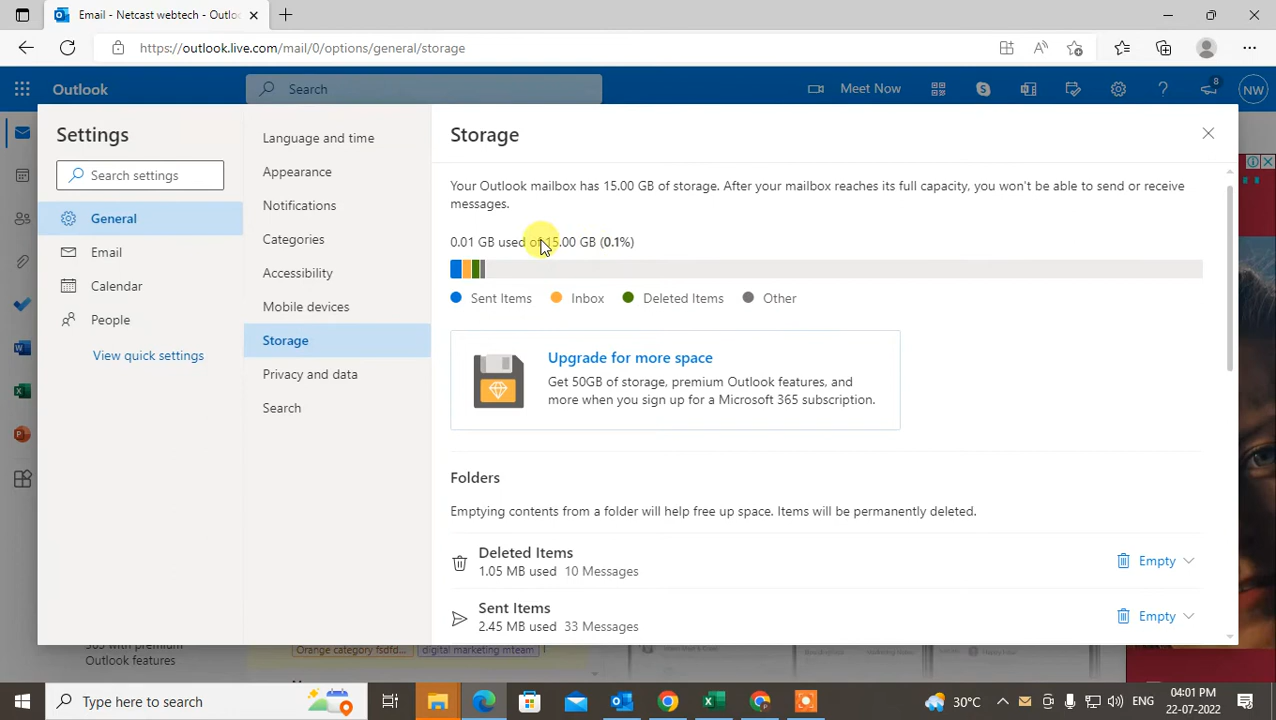 Email - Netcast webtech - Outlo
https://outlook.live.com/mail/0/options/general/storage
Outlook
Search
Meet Now
8
NW
Settings
Search settings
General
Email
Calendar
People
View quick settings
Language and time
Appearance
Notifications
Categories
Accessibility
Mobile devices
Storage
Privacy and data
Search
Storage
Your Outlook mailbox has 15.00 GB of storage. After your mailbox reaches its full capacity, you won't be able to send or receive
messages.
0.01 GB used of 15.00 GB (0.1%)
Sent Items
Inbox
Deleted Items
Other
Upgrade for more space
Get 50GB of storage, premium Outlook features, and
more when you sign up for a Microsoft 365 subscription.
Folders
Emptying contents from a folder will help free up space. Items will be permanently deleted.
Deleted Items
1.05 MB used 10 Messages
Empty
Sent Items
2.45 MB used 33 Messages
Empty
365 with premium
Outlook features
Orange category fsdfd...
digital marketing mteam
Type here to search
30°C
ENG
04:01 PM
22-07-2022